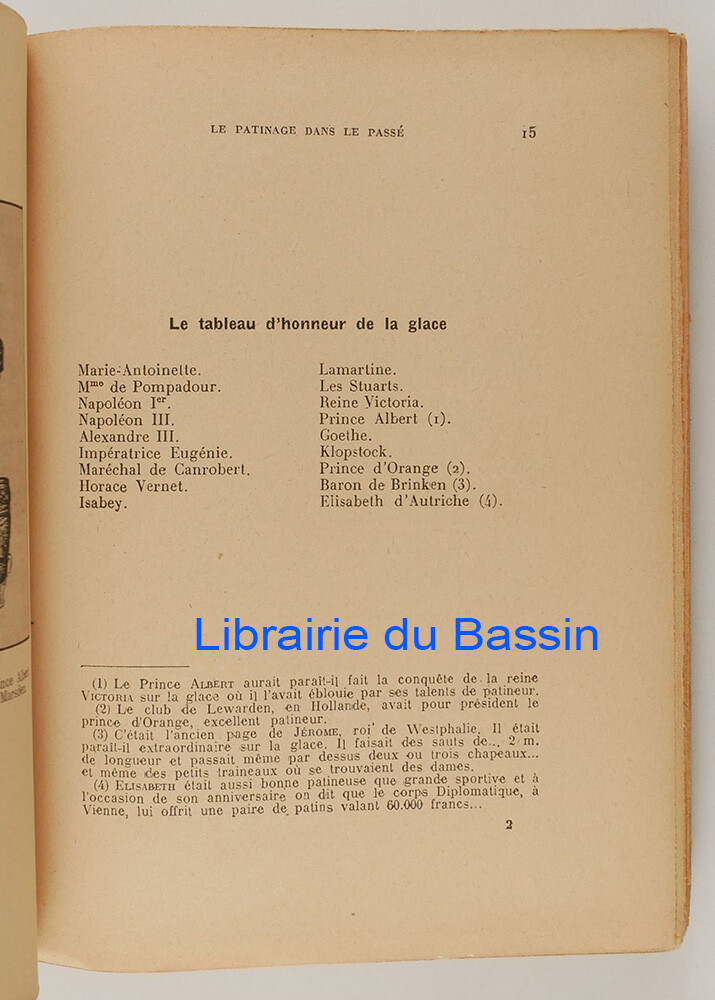 LE PATINAGE DANS LE PASSÉ 15
Le tableau d'honneur de la glace
Marie-Antoinette.
Mme de Pompadour.
Napoléon Ier.
Napoléon III.
Alexandre III.
Impératrice Eugénie.
Maréchal de Canrobert.
Horace Vernet.
Isabey.
Lamartine.
Les Stuarts.
Reine Victoria.
Prince Albert (1).
Goethe.
Klopstock.
Prince d'Orange (2).
Baron de Brinken (3).
Elisabeth d'Autriche (4).
Librairie du Bassin
(1) Le Prince ALBERT aurait paraît-il fait la conquête de la reine
VICTORIA sur la glace où il l'avait éblouie par ses talents de patineur.
(2) Le club de Lewarden, en Hollande, avait pour président le
prince d'Orange, excellent patineur.
(3) C'était l'ancien page de JÉROME, roi de Westphalie. Il était
paraît-il extraordinaire sur la glace. Il faisait des sauts de... 2 m.
de longueur et passait même par dessus deux ou trois chapeaux...
et même des petits traineaux où se trouvaient des dames.
(4) ELISABETH était aussi bonne patineuse que grande sportive et à
l'occasion de son anniversaire on dit que le corps Diplomatique, à
Vienne, lui offrit une paire de patins valant 60.000 francs...
2
Albert
Marsden